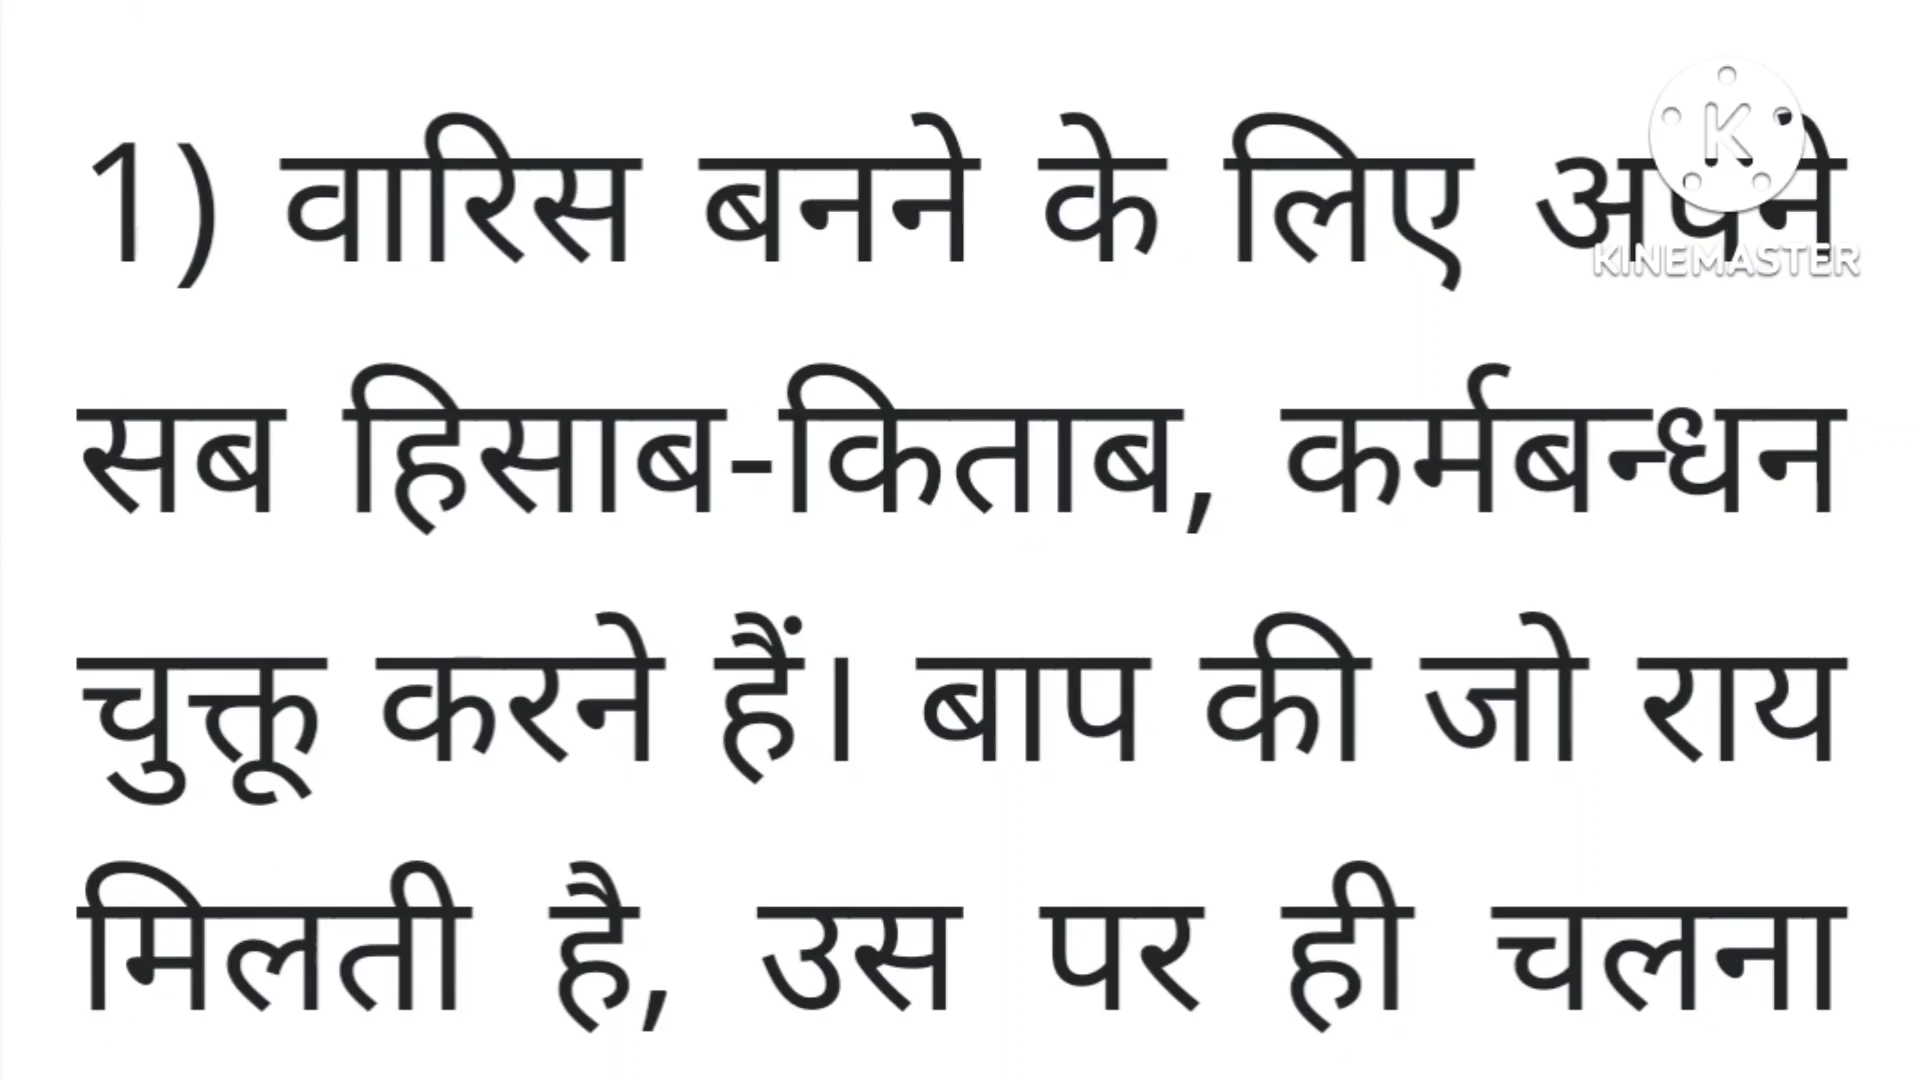 1) वारिस बनने के लिए अपने
सब हिसाब-किताब, कर्मबन्धन
चुक्तू करने हैं। बाप की जो राय
मिलती है, उस पर ही चलना
K
KINEMASTER